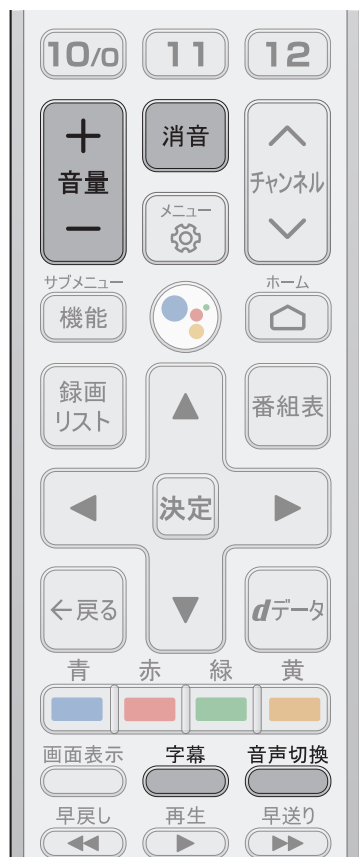 10/0 11 12
+ 消音
音量 チャンネル
−
メニュー
サブメニュー ホーム
機能
録画
リスト 番組表
決定
←戻る dデータ
青 赤 緑 黄
画面表示 字幕 音声切換
早戻し 再生 早送り